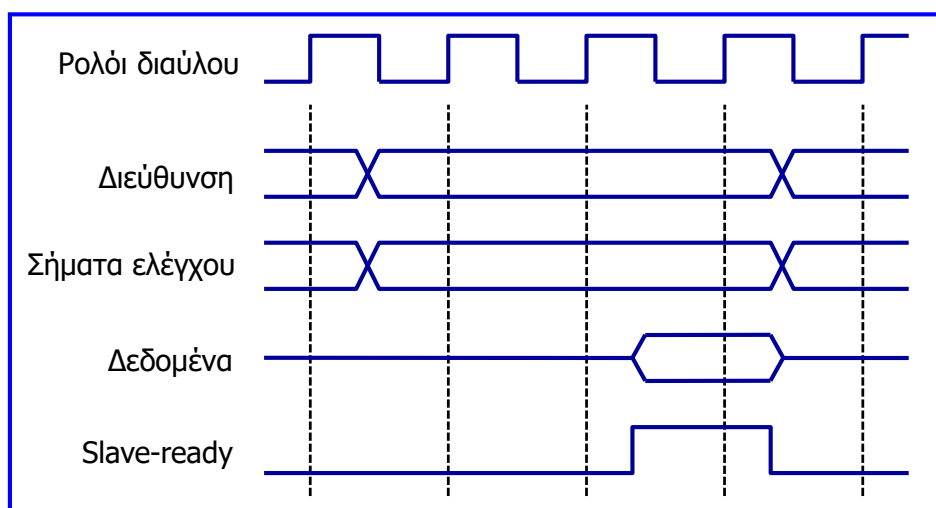 Ρολόι διαύλου
Διεύθυνση
Σήματα ελέγχου
Δεδομένα
Slave-ready